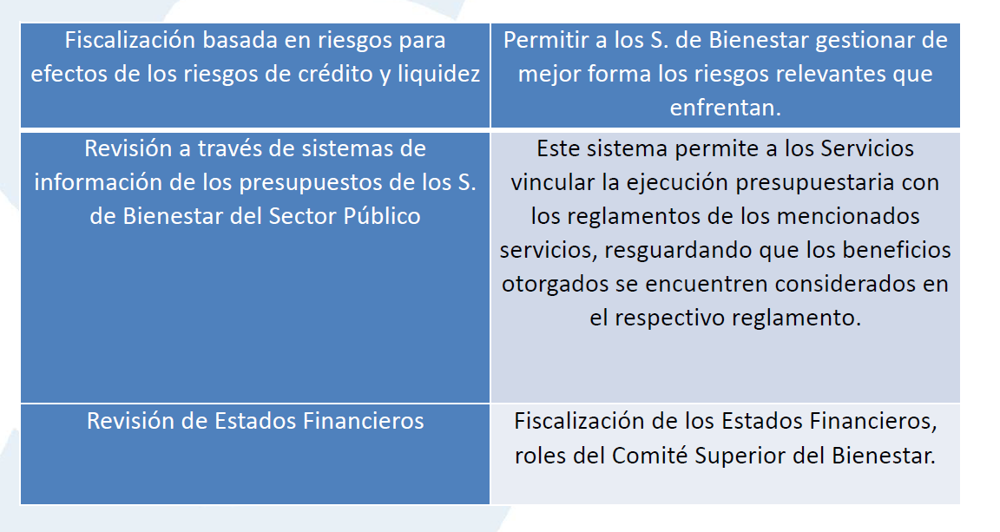 Fiscalización basada en riesgos para
efectos de los riesgos de crédito y liquidez
Permitir a los S. de Bienestar gestionar de
mejor forma los riesgos relevantes que
enfrentan.
Revisión a través de sistemas de
información de los presupuestos de los S.
de Bienestar del Sector Público
Este sistema permite a los Servicios
vincular la ejecución presupuestaria con
los reglamentos de los mencionados
servicios, resguardando que los beneficios
otorgados se encuentren considerados en
el respectivo reglamento.
Revisión de Estados Financieros
Fiscalización de los Estados Financieros,
roles del Comité Superior del Bienestar.